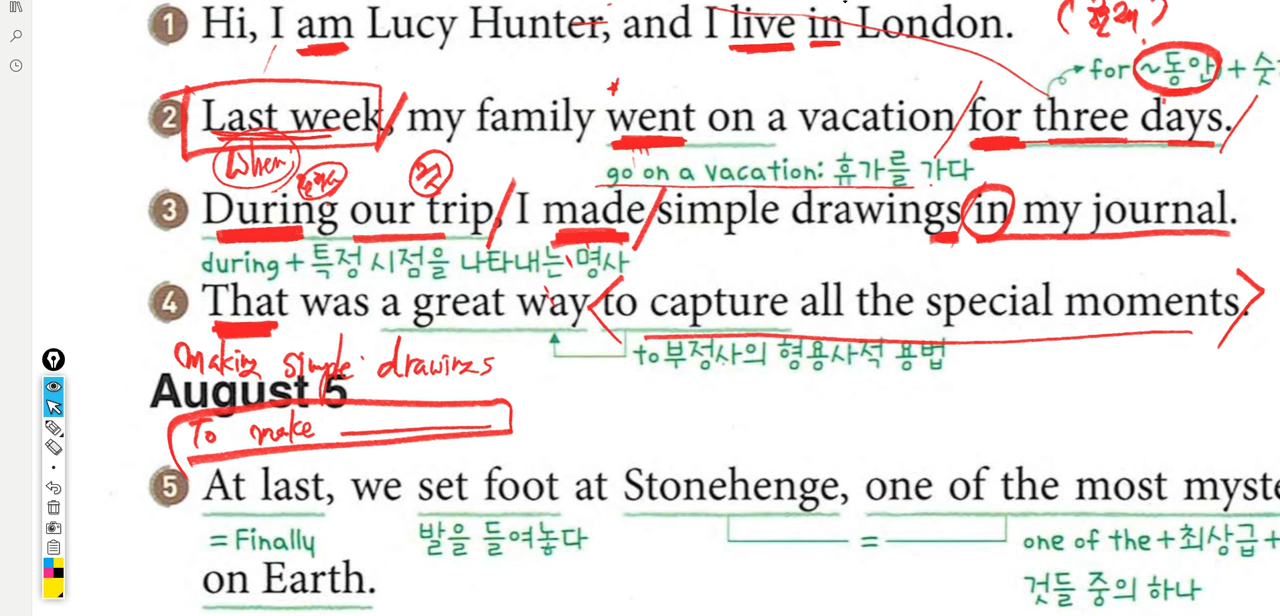 1 Hi, I am Lucy Hunter, and I live in London.
for ~동안 + 숫
2 Last week, my family went on a vacation for three days.
When
go on a vacation: 휴가를 가다
3 During our trip, I made simple drawings in my journal.
during + 특정 시점을 나타내는 명사
4 That was a great way to capture all the special moments.
to부정사의 형용사적 용법
making simple drawings
August 5
To make
5 At last, we set foot at Stonehenge, one of the most myste
= Finally
발을 들여놓다
=
one of the + 최상급 +
on Earth.
것들 중의 하나